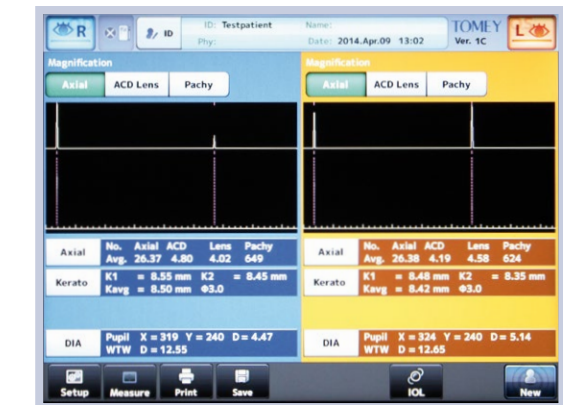 R
ID
ID: Testpatient
Phy:
Name:
Date: 2014.Apr.09 13:02
TOMEY
Ver. 1C
L
Magnification
Axial ACD Lens Pachy
Magnification
Axial ACD Lens Pachy
Axial
No. Axial ACD Lens Pachy
Avg. 26.37 4.80 4.02 649
Kerato
K1 = 8.55 mm K2 = 8.45 mm
Kavg = 8.50 mm Φ3.0
DIA
Pupil X = 319 Y = 240 D = 4.47
WTW D = 12.55
Axial
No. Axial ACD Lens Pachy
Avg. 26.38 4.19 4.58 624
Kerato
K1 = 8.48 mm K2 = 8.35 mm
Kavg = 8.42 mm Φ3.0
DIA
Pupil X = 324 Y = 240 D = 5.14
WTW D = 12.65
Setup Measure Print Save IOL New